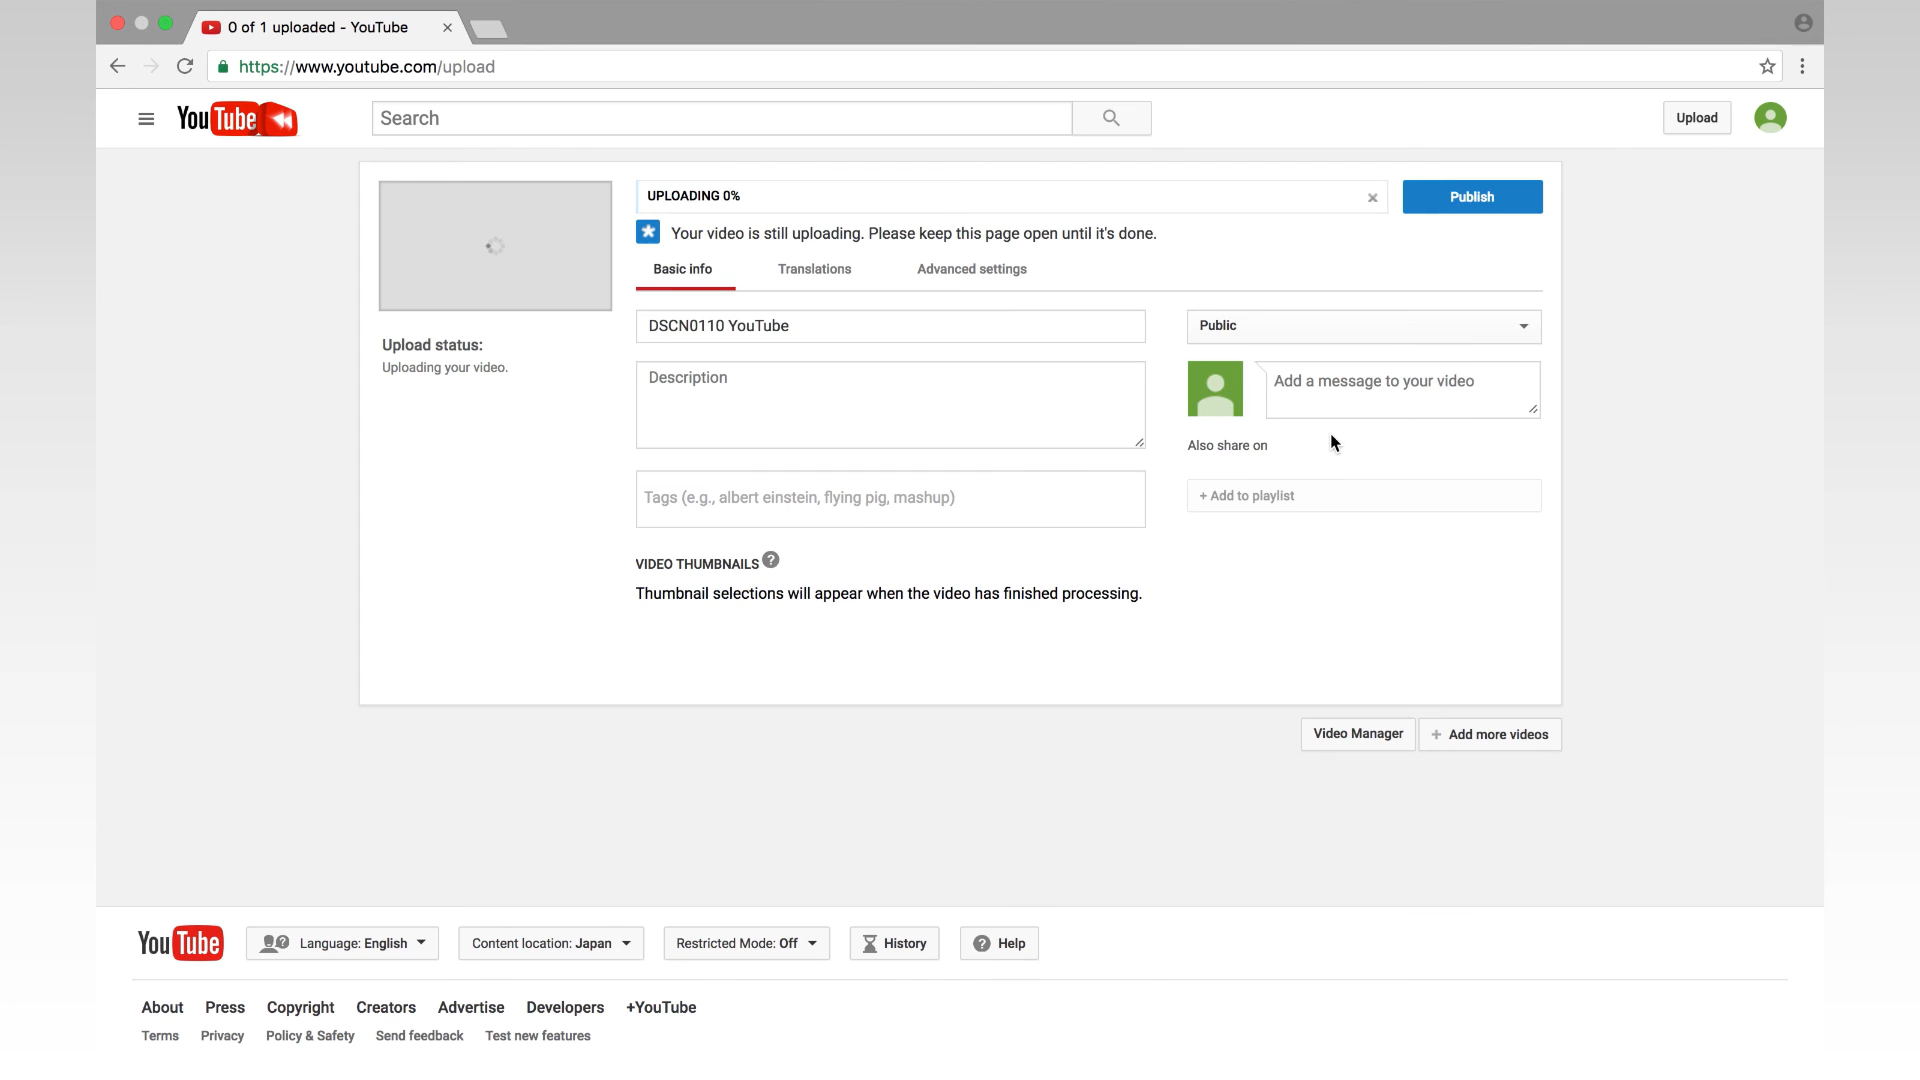 0 of 1 uploaded - YouTube
https://www.youtube.com/upload
YouTube
Search
Upload
UPLOADING 0%
Publish
Your video is still uploading. Please keep this page open until it's done.
Basic info
Translations
Advanced settings
DSCN0110 YouTube
Public
Upload status:
Uploading your video.
Description
Add a message to your video
Also share on
Tags (e.g., albert einstein, flying pig, mashup)
+ Add to playlist
VIDEO THUMBNAILS ?
Thumbnail selections will appear when the video has finished processing.
Video Manager
+ Add more videos
YouTube
Language: English
Content location: Japan
Restricted Mode: Off
History
Help
About Press Copyright Creators Advertise Developers +YouTube
Terms Privacy Policy & Safety Send feedback Test new features